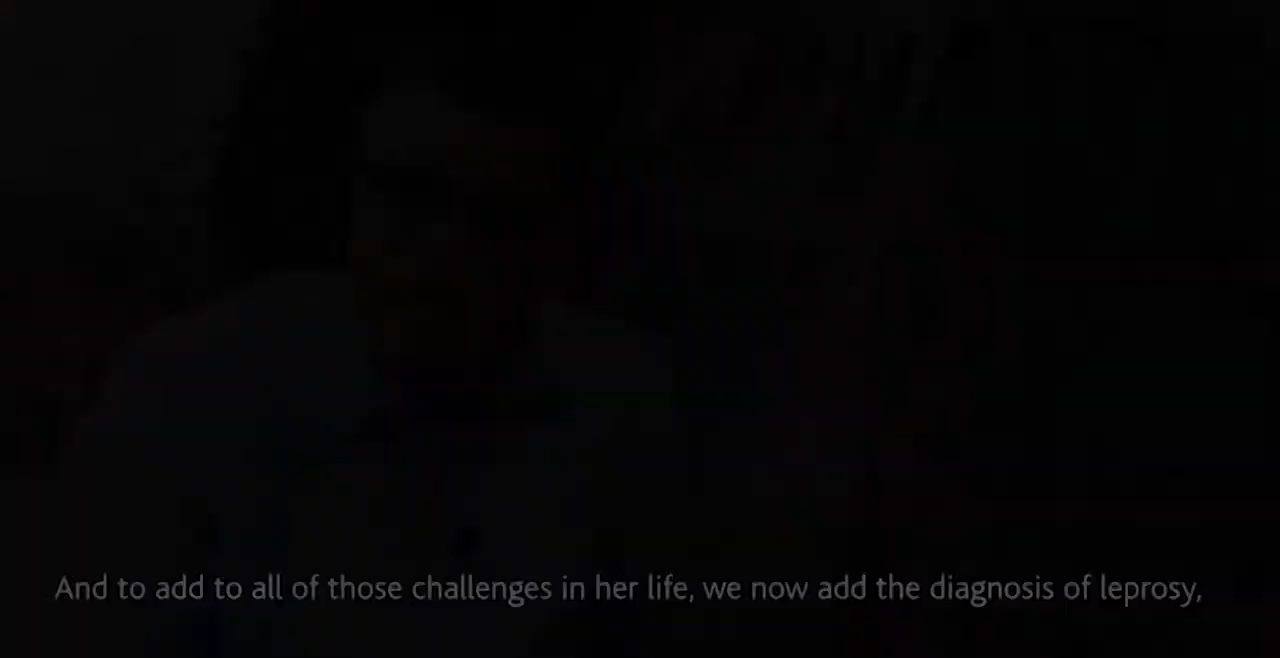 And to add to all of those challenges in her life, we now add the diagnosis of leprosy,